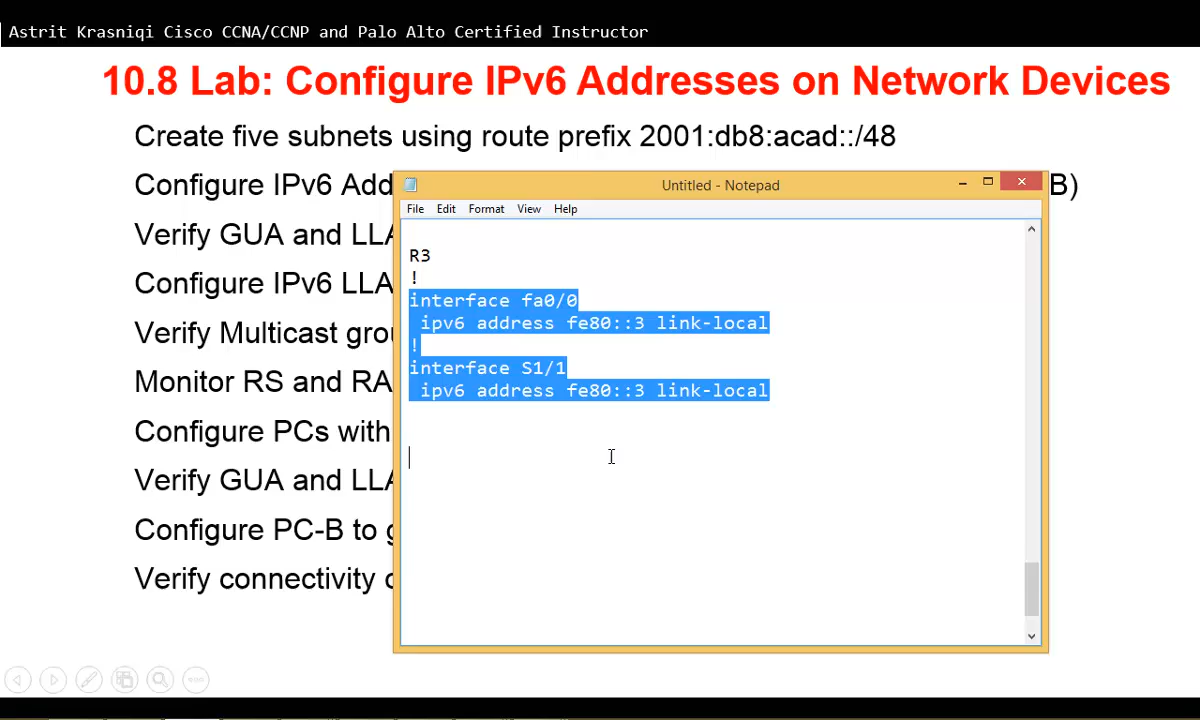 Astrit Krasniqi Cisco CCNA/CCNP and Palo Alto Certified Instructor
10.8 Lab: Configure IPv6 Addresses on Network Devices
Create five subnets using route prefix 2001:db8:acad::/48
Configure IPv6 Add
B)
Verify GUA and LLA
Configure IPv6 LLA
Verify Multicast grou
Monitor RS and RA
Configure PCs with
Verify GUA and LLA
Configure PC-B to g
Verify connectivity o
Untitled - Notepad
File Edit Format View Help
R3
!
interface fa0/0
ipv6 address fe80::3 link-local
!
interface S1/1
ipv6 address fe80::3 link-local